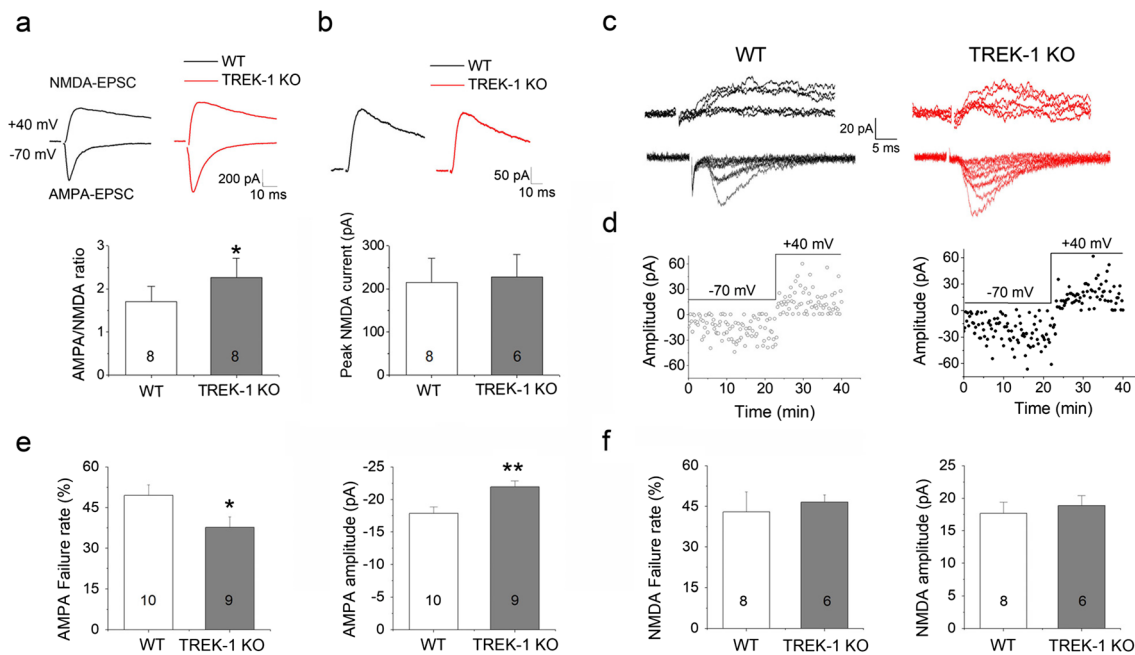 a
WT
TREK-1 KO
NMDA-EPSC
+40 mV
-70 mV
AMPA-EPSC
200 pA
10 ms
AMPA/NMDA ratio
3
2
1
0
*
8
8
WT
TREK-1 KO
b
WT
TREK-1 KO
50 pA
10 ms
Peak NMDA current (pA)
300
200
100
0
8
6
WT
TREK-1 KO
c
WT
TREK-1 KO
20 pA
5 ms
d
Amplitude (pA)
60
30
0
-30
-60
-70 mV
+40 mV
0 10 20 30 40
Time (min)
Amplitude (pA)
60
30
0
-30
-60
-70 mV
+40 mV
0 10 20 30 40
Time (min)
e
AMPA Failure rate (%)
60
45
30
15
0
*
10
9
WT
TREK-1 KO
AMPA amplitude (pA)
-25
-20
-15
-10
-5
0
**
10
9
WT
TREK-1 KO
f
NMDA Failure rate (%)
60
45
30
15
0
8
6
WT
TREK-1 KO
NMDA amplitude (pA)
25
20
15
10
5
0
8
6
WT
TREK-1 KO